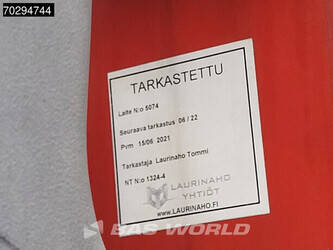 70294744
TARKASTETTU
Laite N:o 5074
Seuraava tarkastus 06 / 22
Pvm 15/06 2021
Tarkastaja Laurinaho Tommi
NT N:o 1324-4
LAURINAHO
YHTIÖT
WWW.LAURINAHO.FI
BAS WORLD